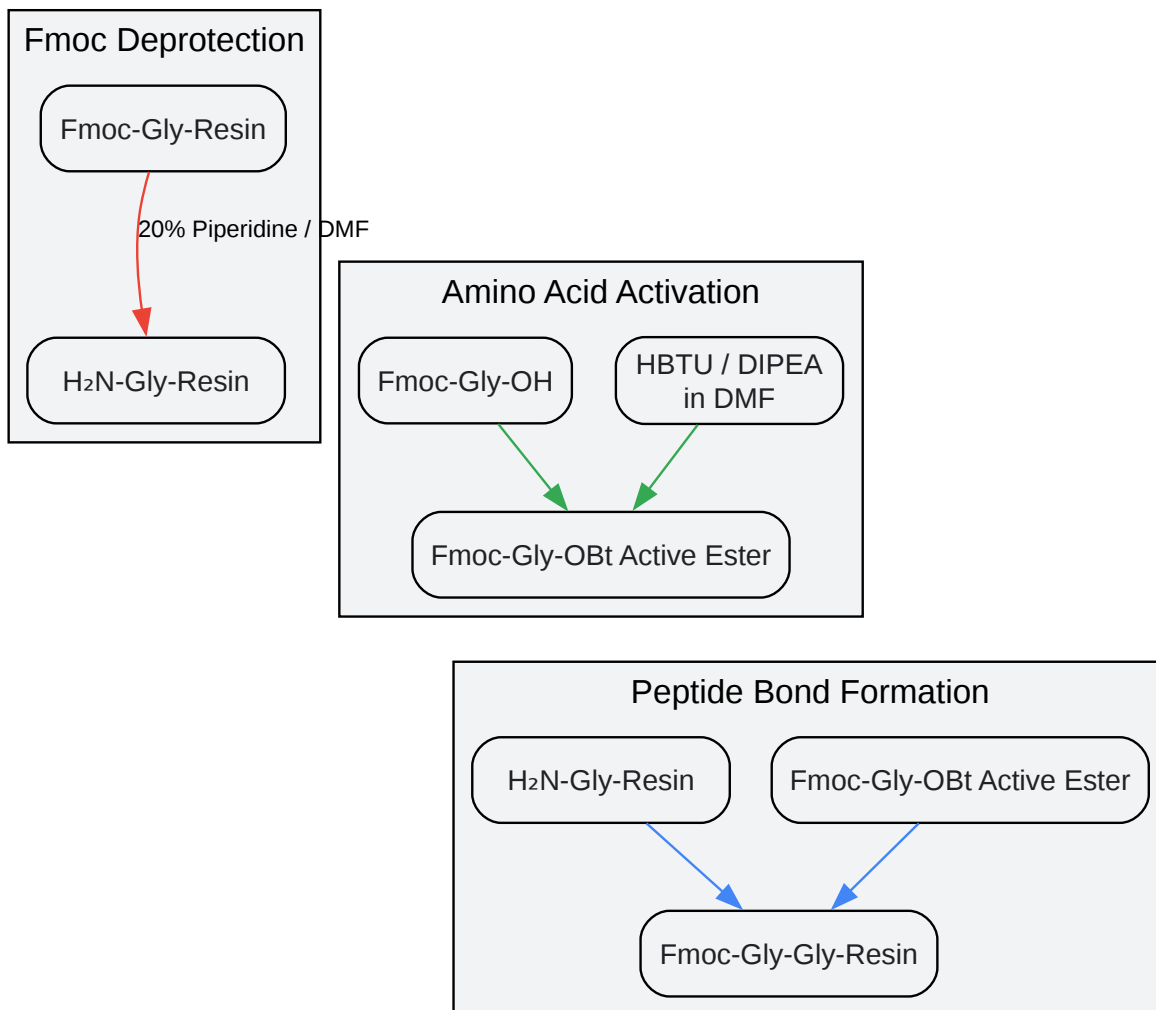 Fmoc Deprotection
Fmoc-Gly-Resin
20% Piperidine / DMF
H₂N-Gly-Resin
Amino Acid Activation
Fmoc-Gly-OH
HBTU / DIPEA
in DMF
Fmoc-Gly-OBt Active Ester
Peptide Bond Formation
H₂N-Gly-Resin
Fmoc-Gly-OBt Active Ester
Fmoc-Gly-Gly-Resin